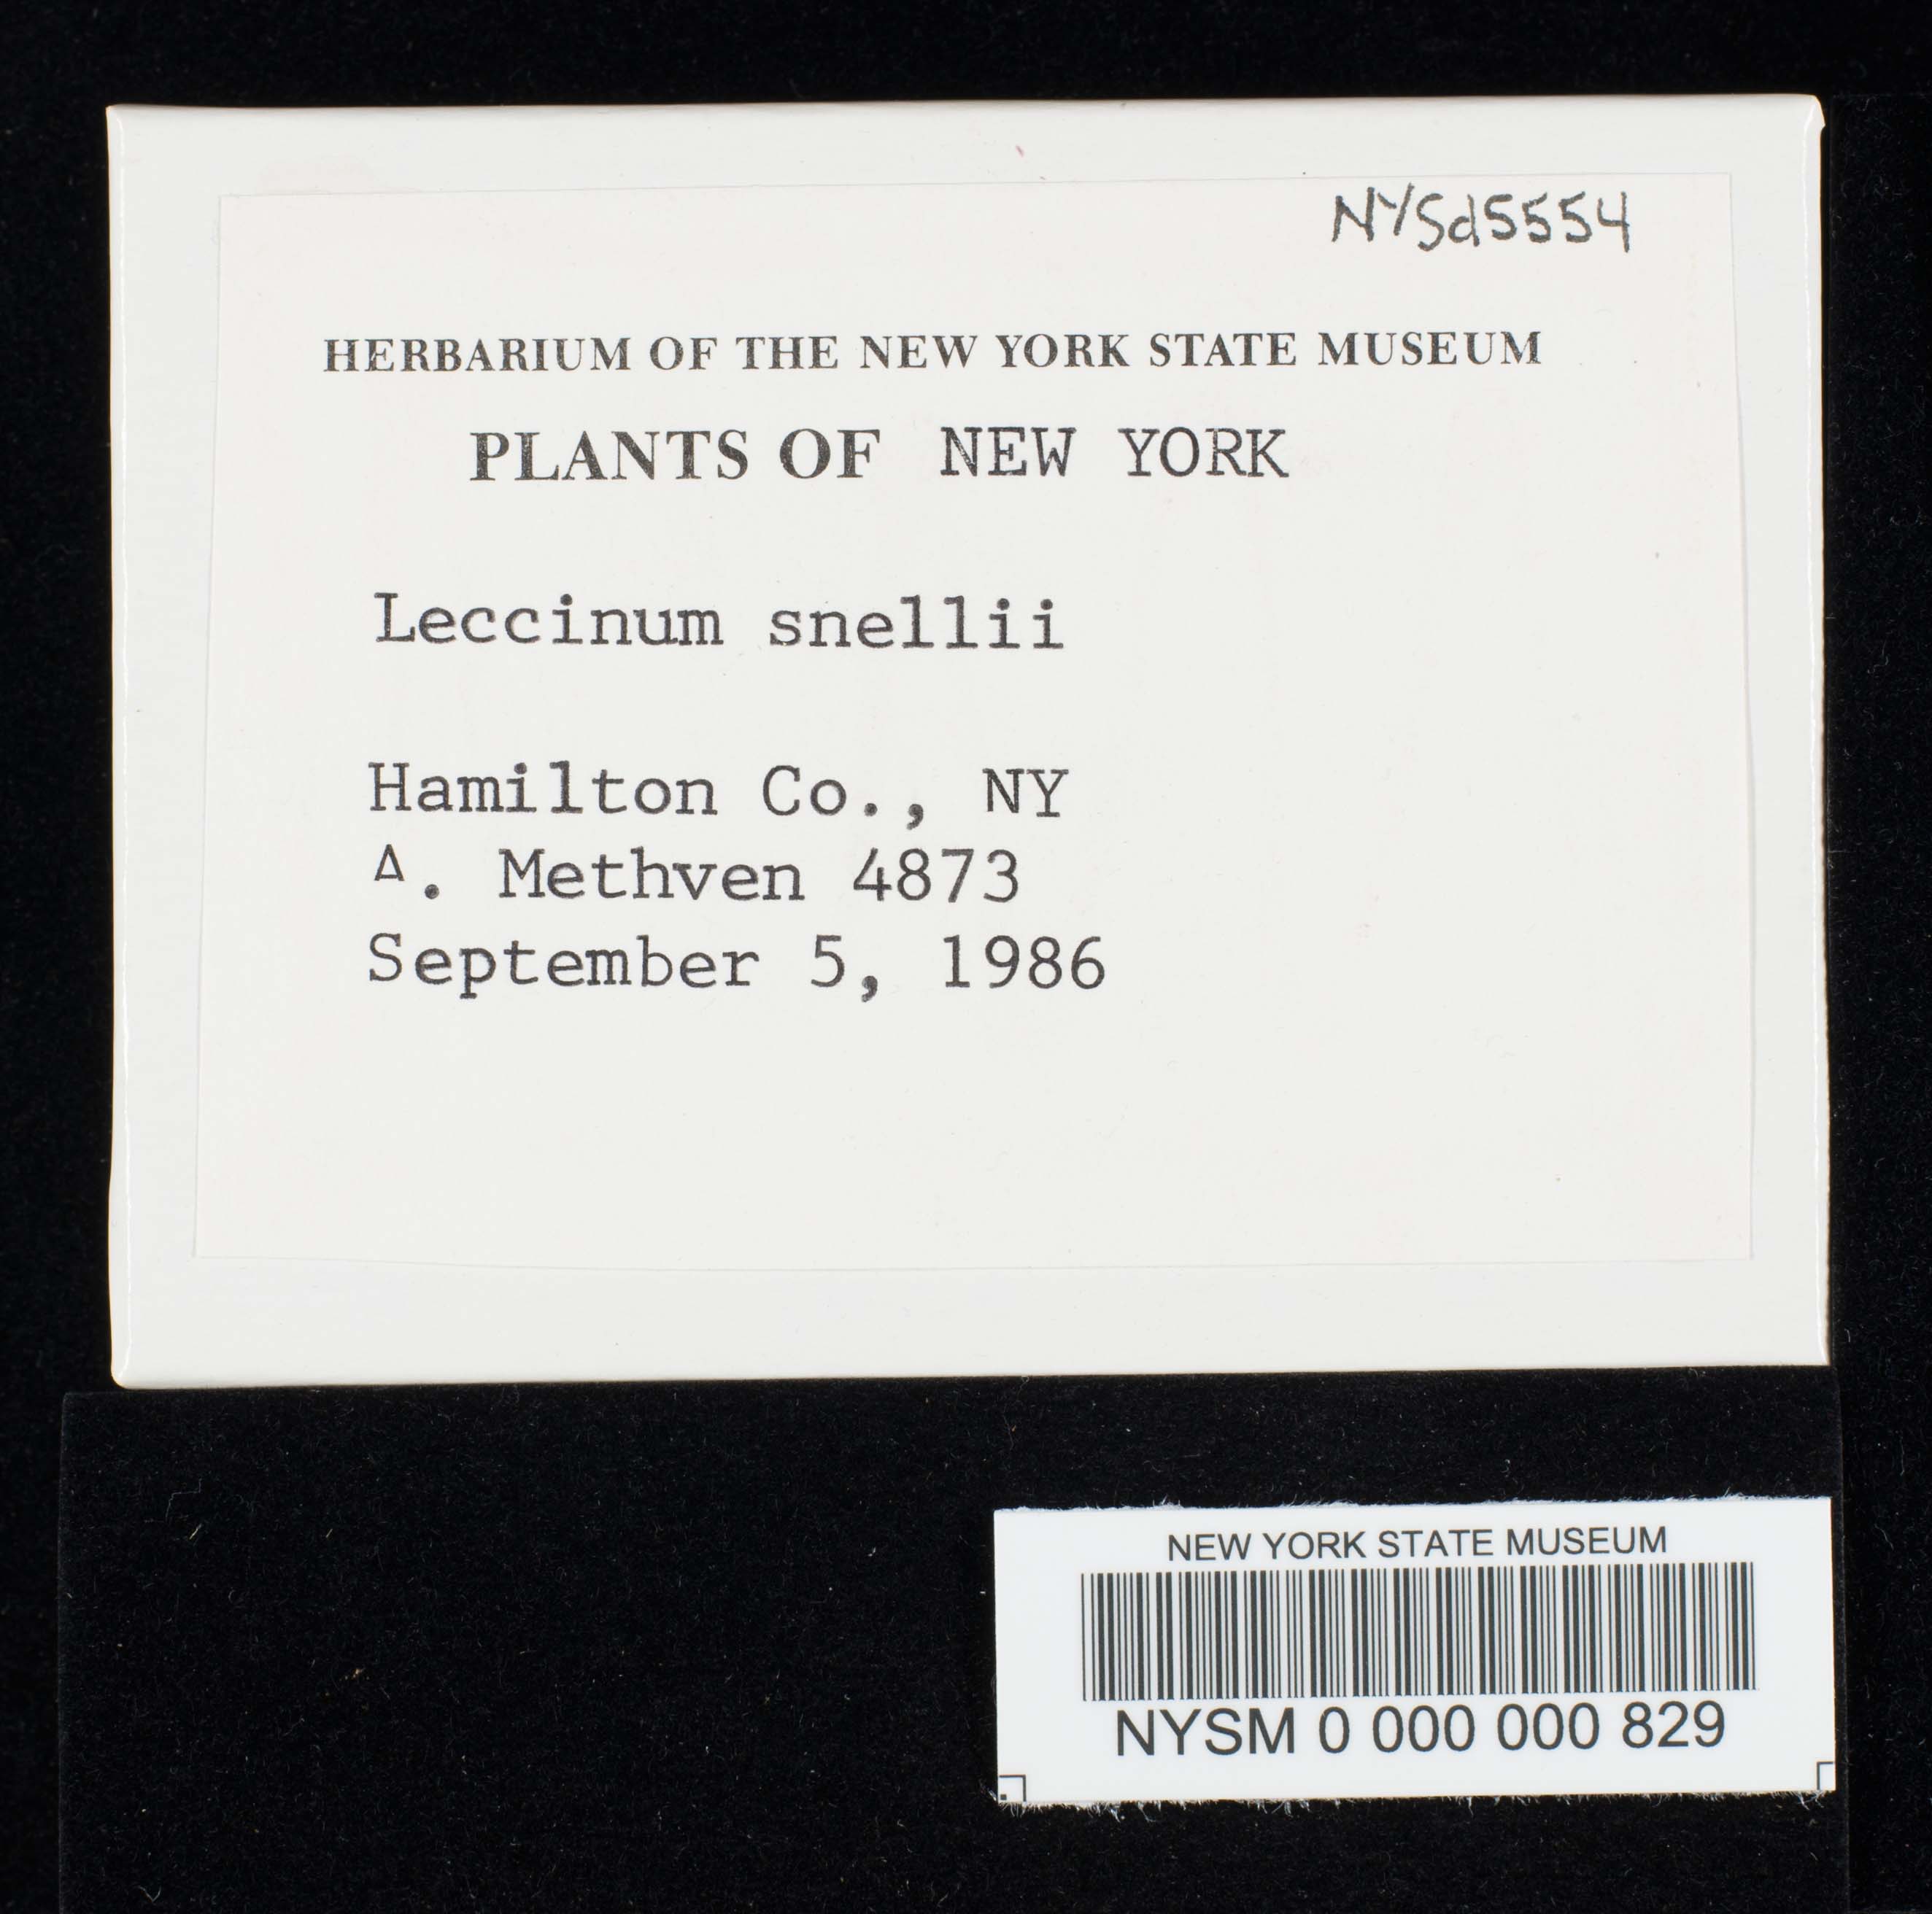 NYSd5554
HERBARIUM OF THE NEW YORK STATE MUSEUM
PLANTS OF NEW YORK
Leccinum snellii
Hamilton Co., NY
A. Methven 4873
September 5, 1986
NEW YORK STATE MUSEUM
NYSM 0 000 000 829